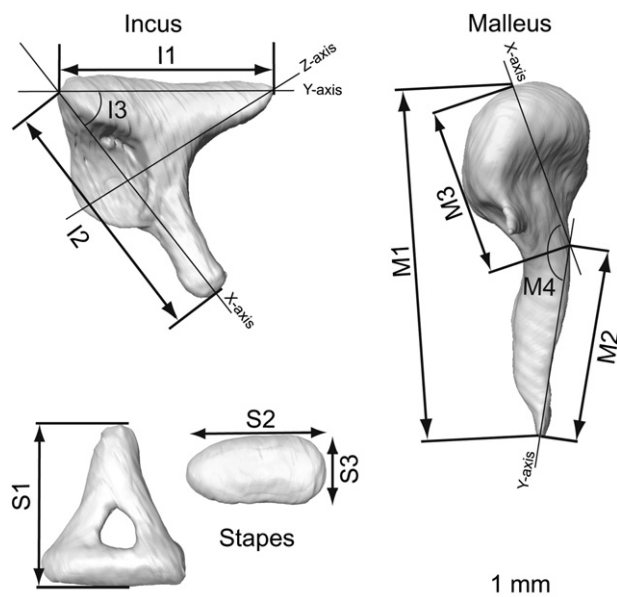 Incus
I1
Z-axis
Y-axis
I3
I2
X-axis
Malleus
X-axis
M3
M1
M4
M2
Y-axis
S1
S2
S3
Stapes
1 mm